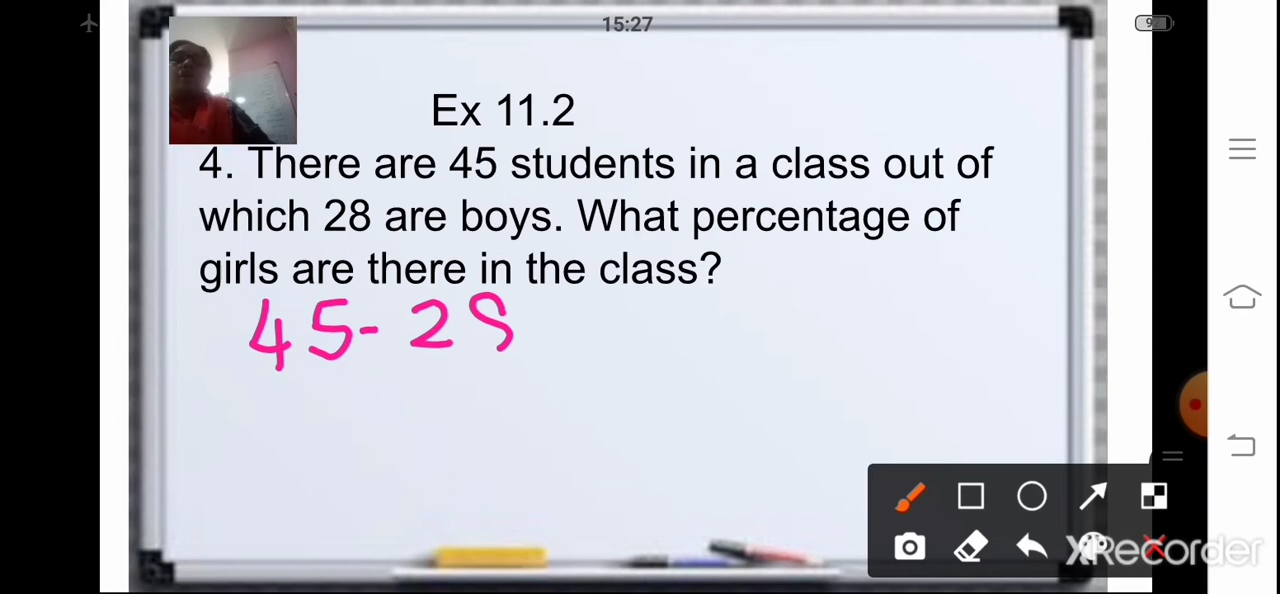 15:27
Ex 11.2
4. There are 45 students in a class out of
which 28 are boys. What percentage of
girls are there in the class?
45-28
XRecorder